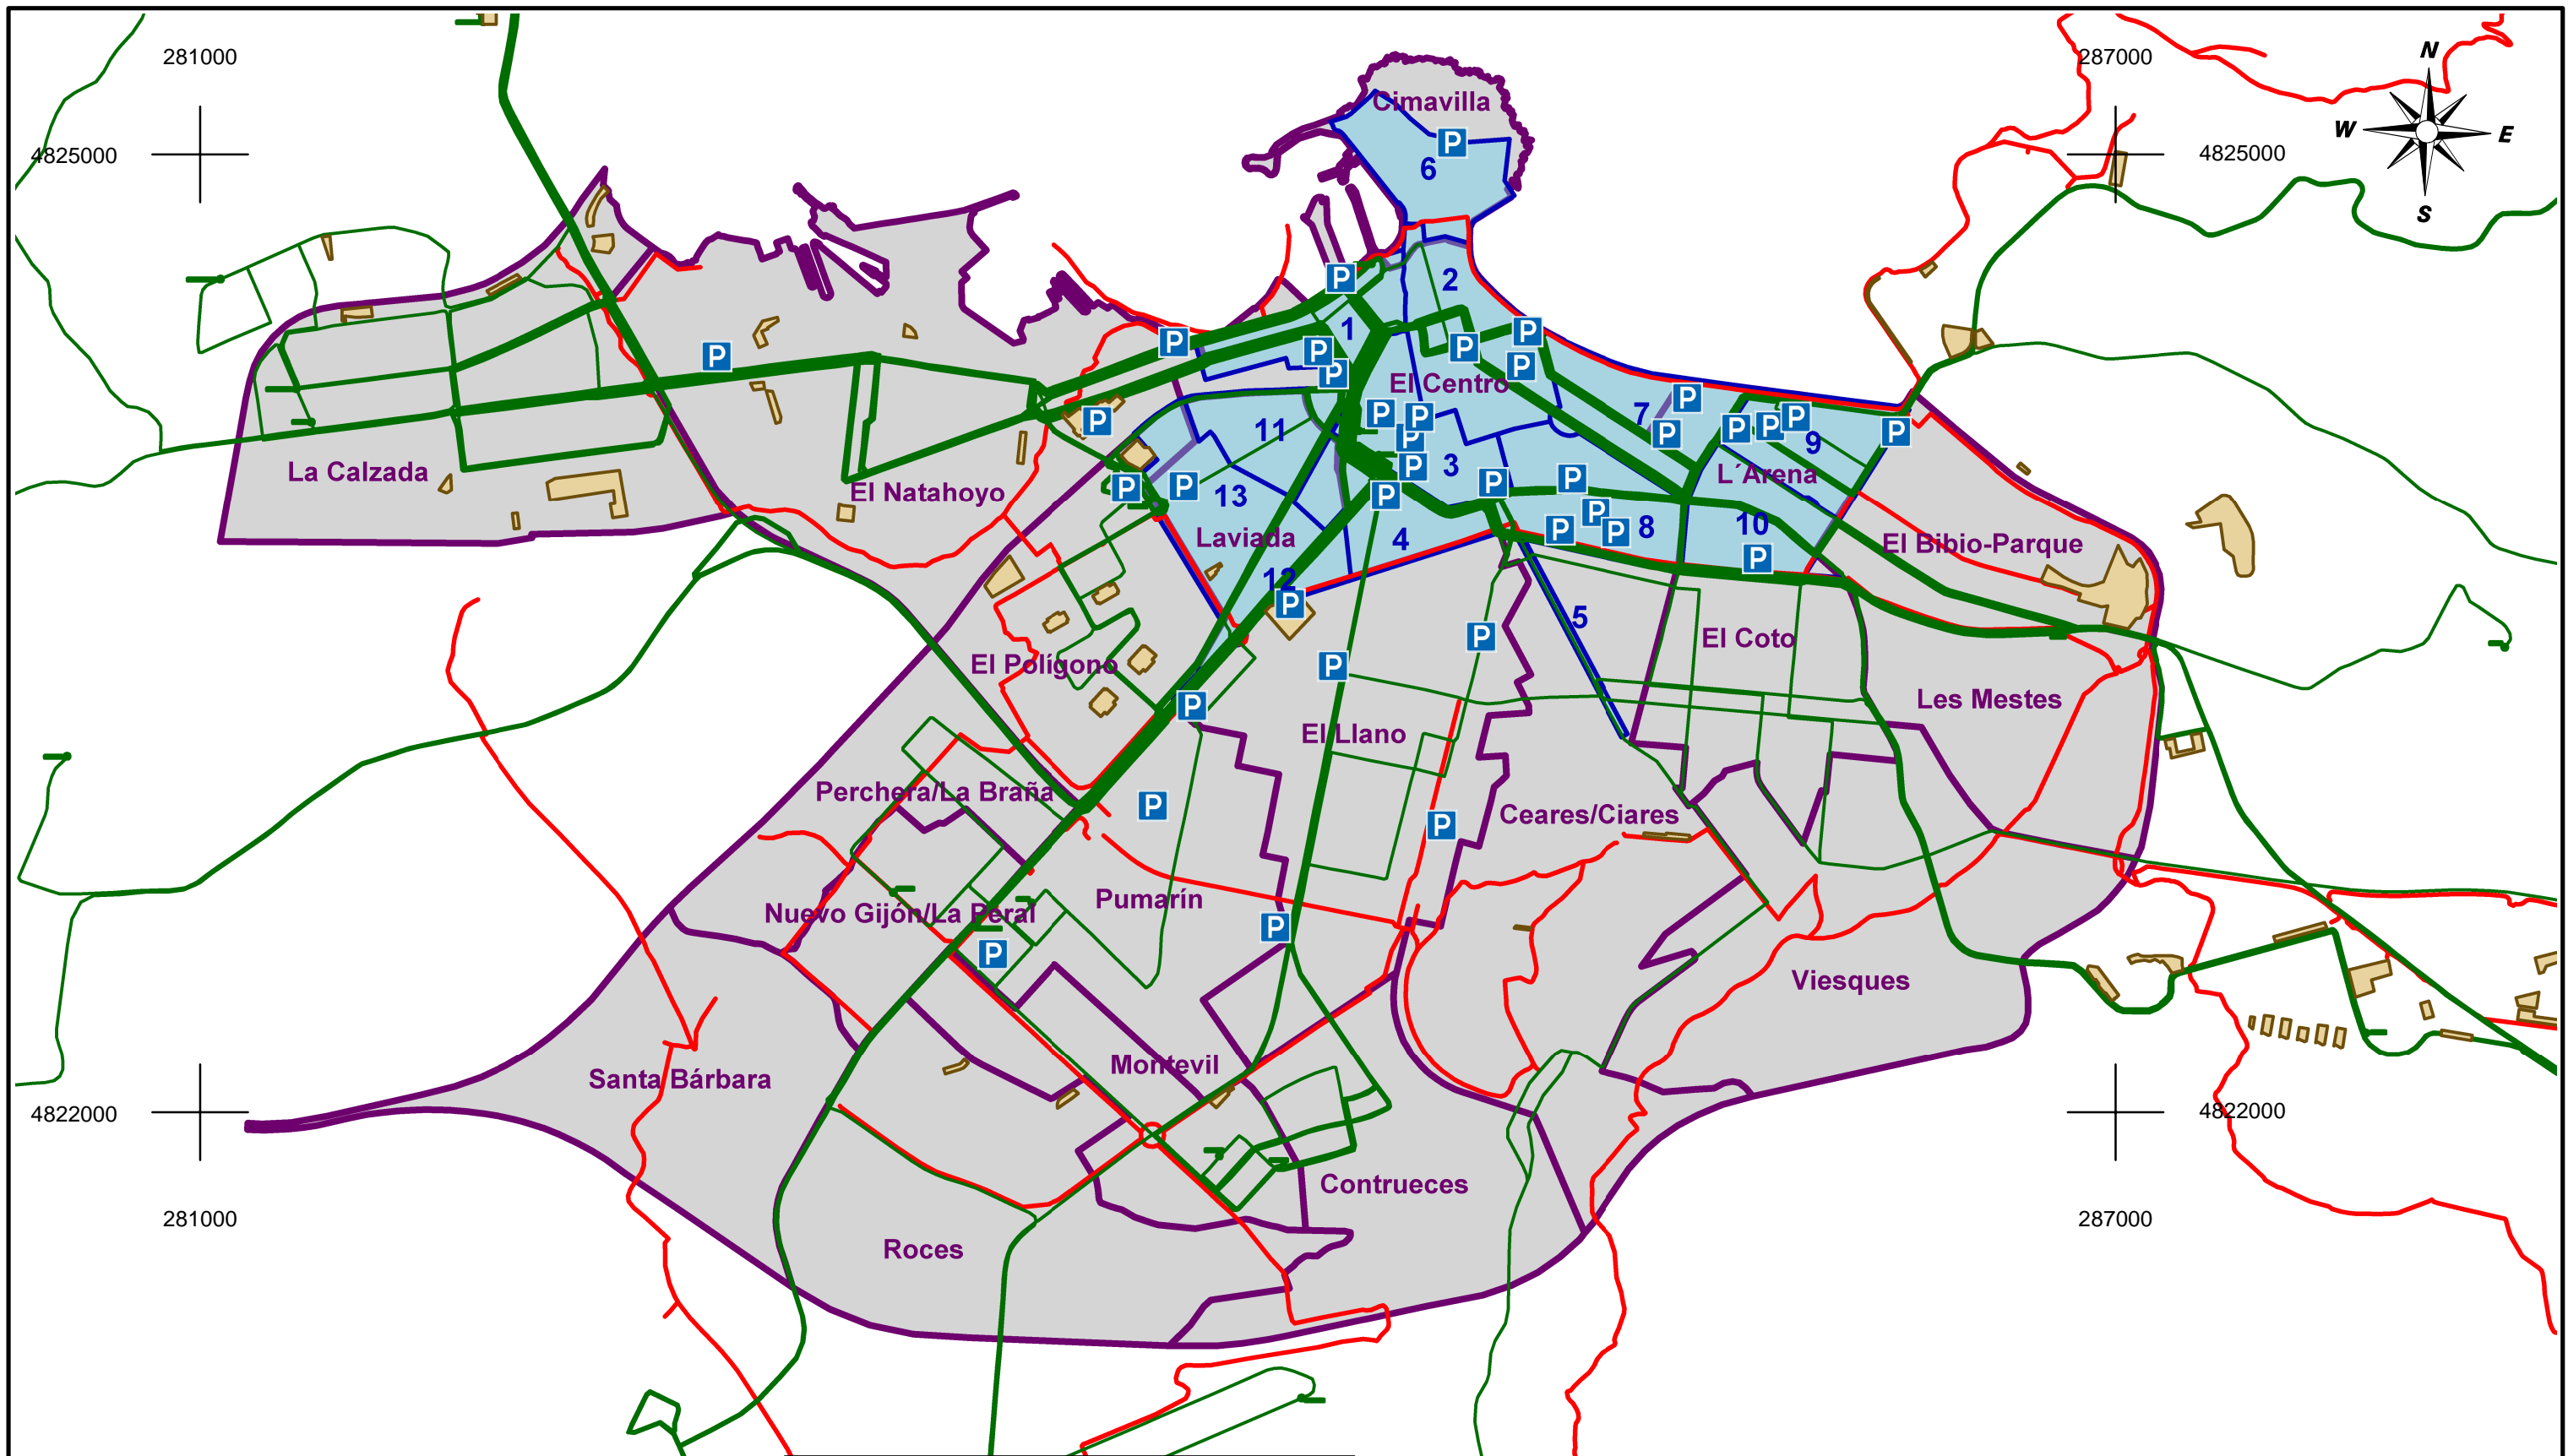 281000
287000
N
W
E
S
4825000
4825000
Cimavilla
P
6
2
P
1
P
P
P
P
P
P
P
El Centro
7
P
P
P
P
P
P
P
P
P
P
P
9
P
11
3
La Calzada
El Natahoyo
L´Arena
P
P
13
P
P
P
P
P
P
P
8
10
Laviada
4
El Bibio-Parque
P
12
P
5
P
El Coto
El Polígono
P
Les Mestes
P
El Llano
Perchera/La Braña
P
Ceares/Ciares
P
Pumarín
Nuevo Gijón/La Peral
P
P
Viesques
Montevil
Santa Bárbara
4822000
4822000
Contrueces
281000
287000
Roces